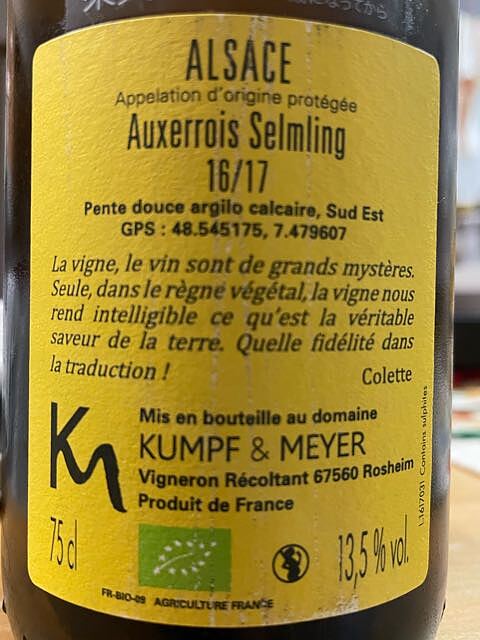 ALSACE
Appelation d'origine protégée
Auxerrois Selmling
16/17
Pente douce argilo calcaire, Sud Est
GPS : 48.545175, 7.479607
La vigne, le vin sont de grands mystères.
Seule, dans le règne végétal, la vigne nous
rend intelligible ce qu'est la véritable
saveur de la terre. Quelle fidélité dans
la traduction !
Colette
KM
Mis en bouteille au domaine
KUMPF & MEYER
Vigneron Récoltant 67560 Rosheim
Produit de France
75 cl
13,5 % vol.
FR-BIO-09 AGRICULTURE FRANCE
L1617031 Contains sulphites